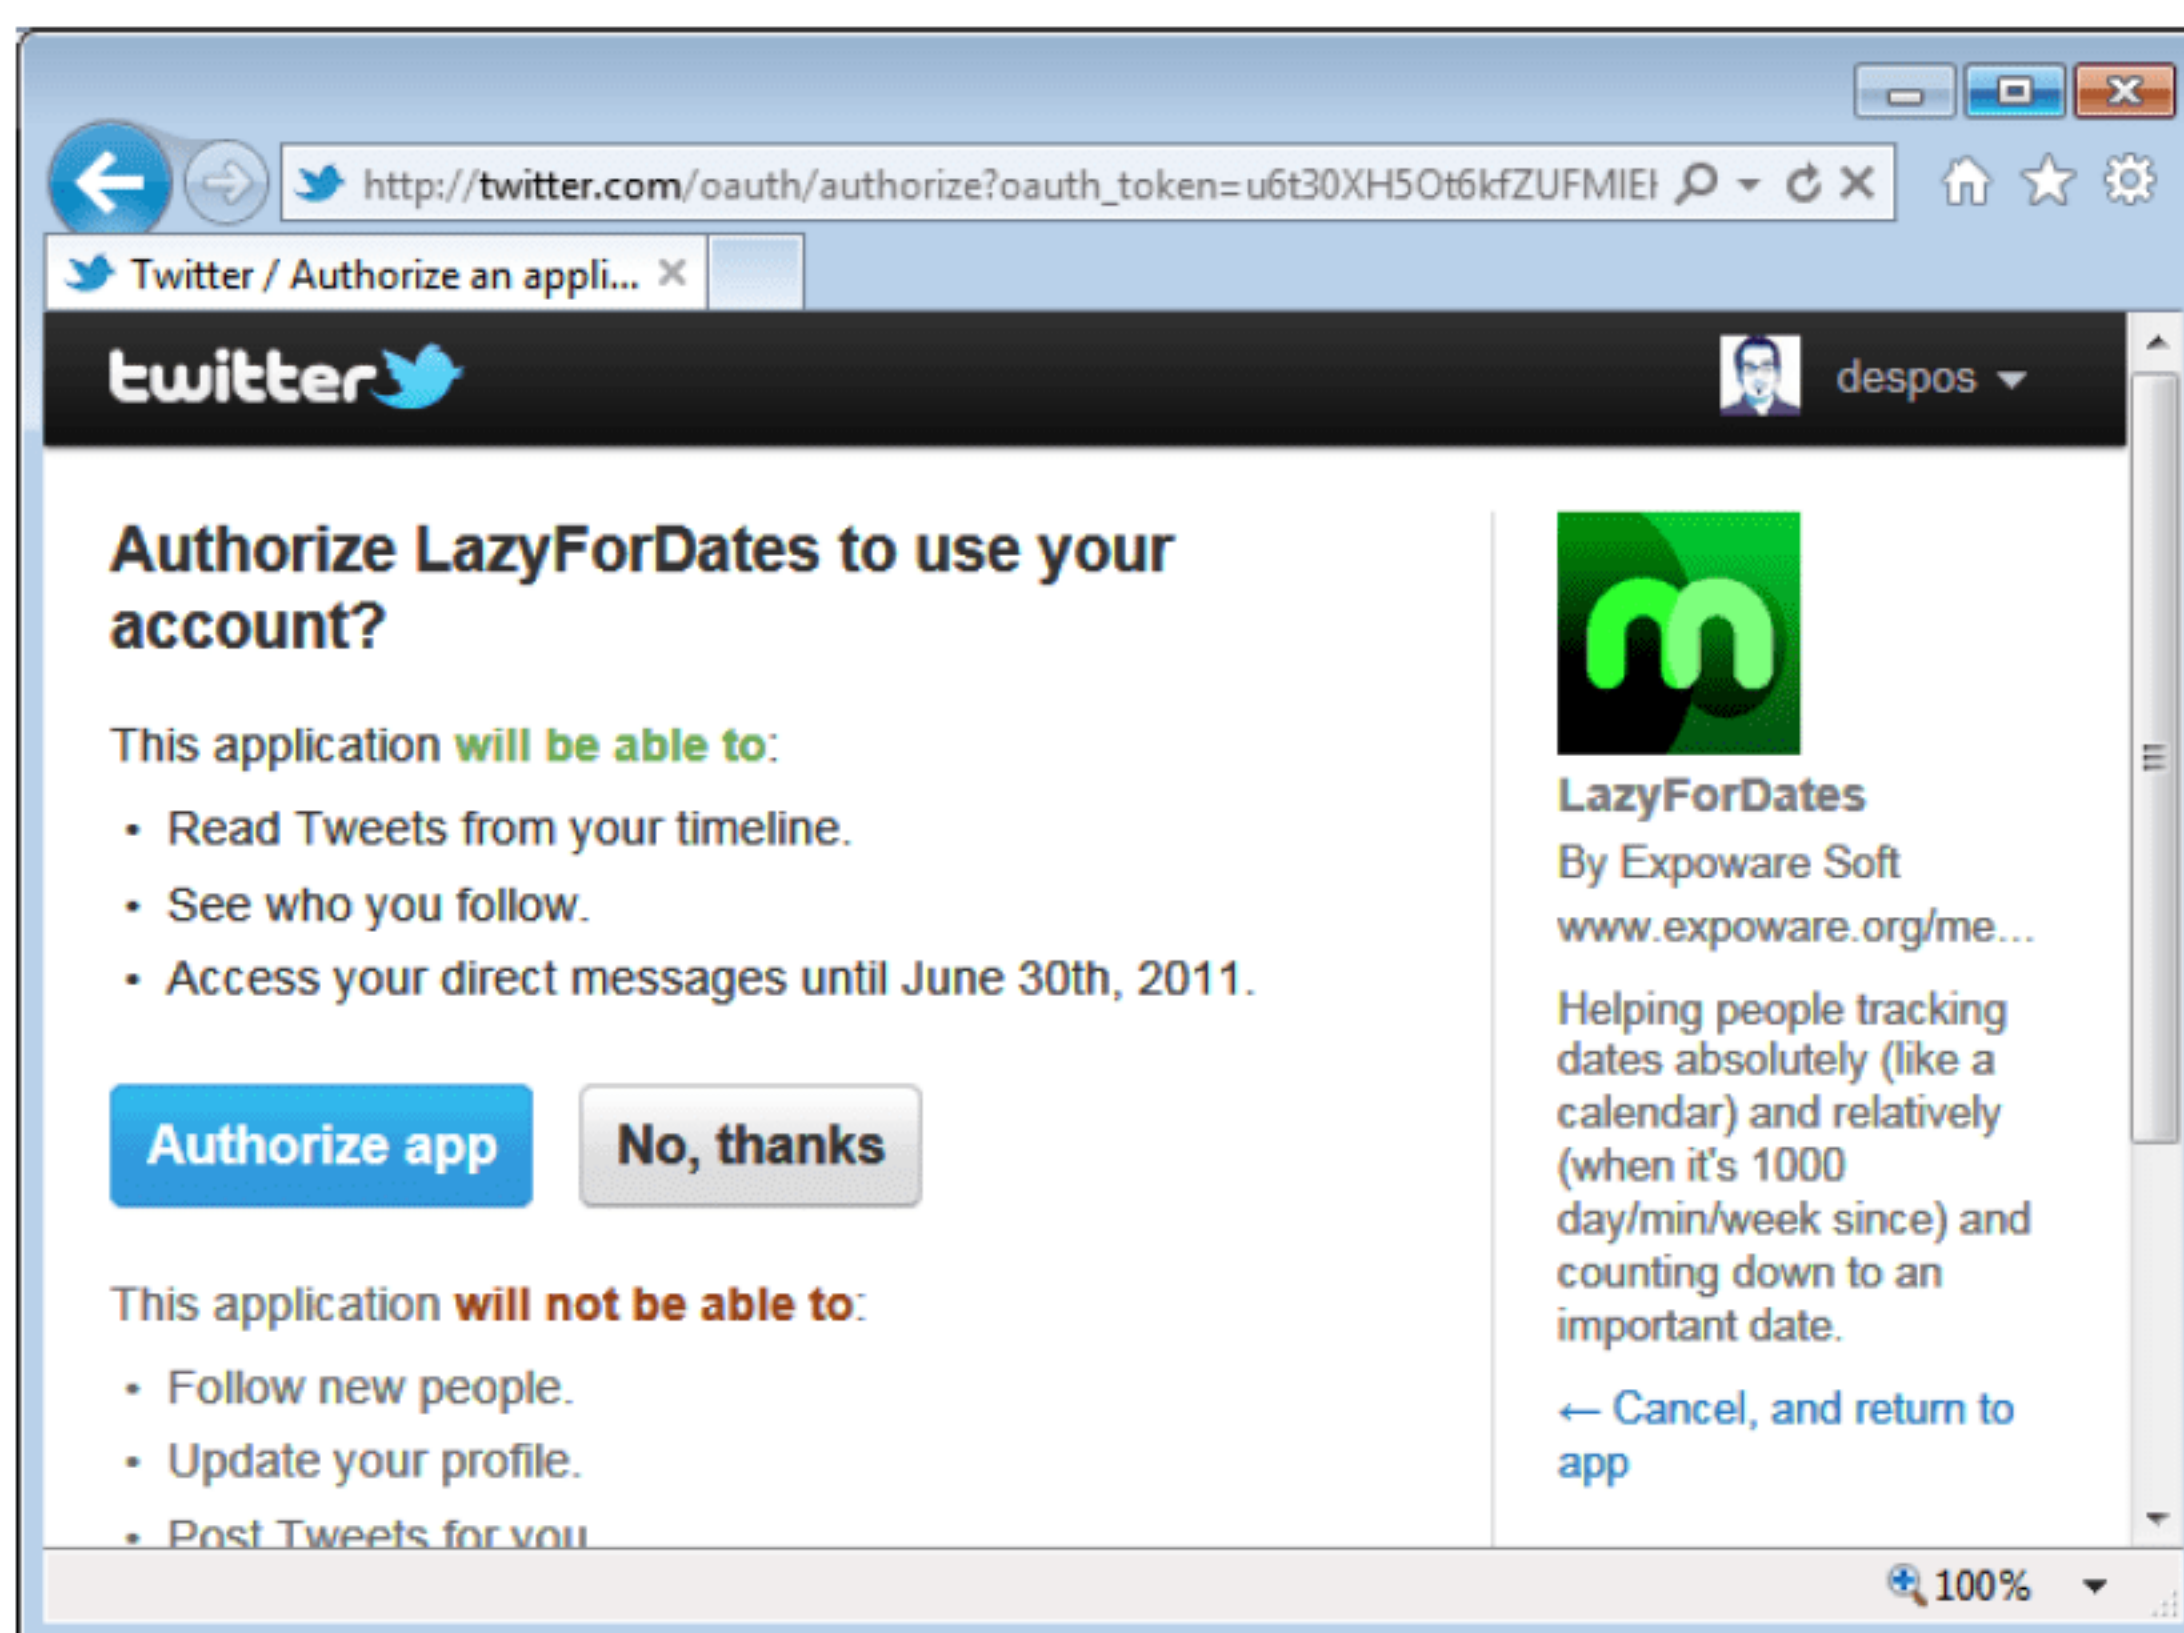 http://twitter.com/oauth/authorize?oauth_token=u6t30XH5Ot6kfZUFMIEI
Twitter / Authorize an appli...
twitter
despos
Authorize LazyForDates to use your
account?
This application will be able to:
• Read Tweets from your timeline.
• See who you follow.
• Access your direct messages until June 30th, 2011.
Authorize app
No, thanks
This application will not be able to:
• Follow new people.
• Update your profile.
• Post Tweets for you
LazyForDates
By Expoware Soft
www.expoware.org/me...
Helping people tracking
dates absolutely (like a
calendar) and relatively
(when it's 1000
day/min/week since) and
counting down to an
important date.
← Cancel, and return to
app
100%